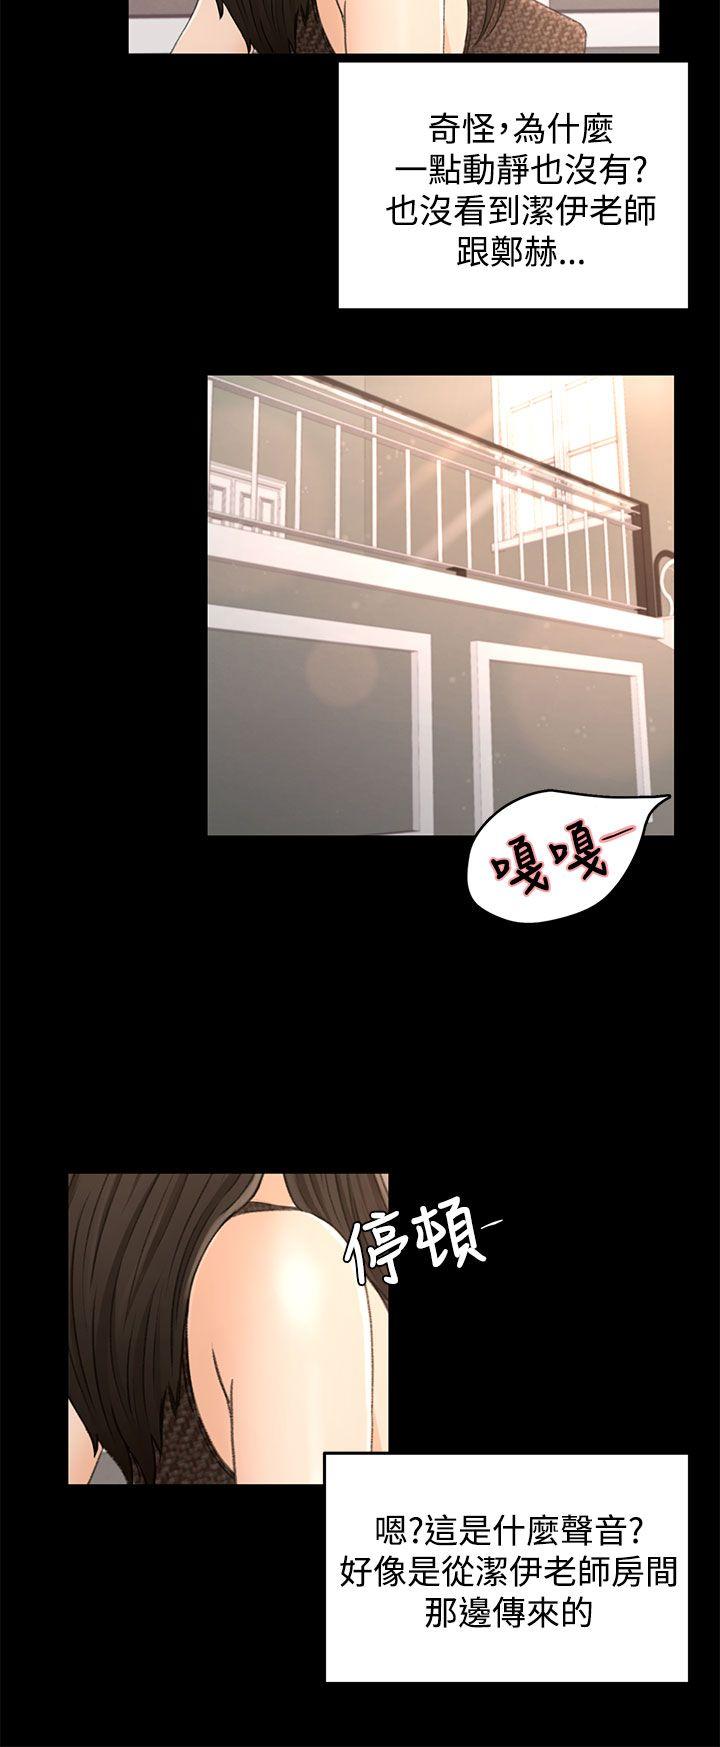 奇怪，為什麼
一點動靜也沒有?
也沒看到潔伊老師
跟鄭赫...
嘎嘎—
停頓-
嗯?這是什麼聲音?
好像是從潔伊老師房間
那邊傳來的